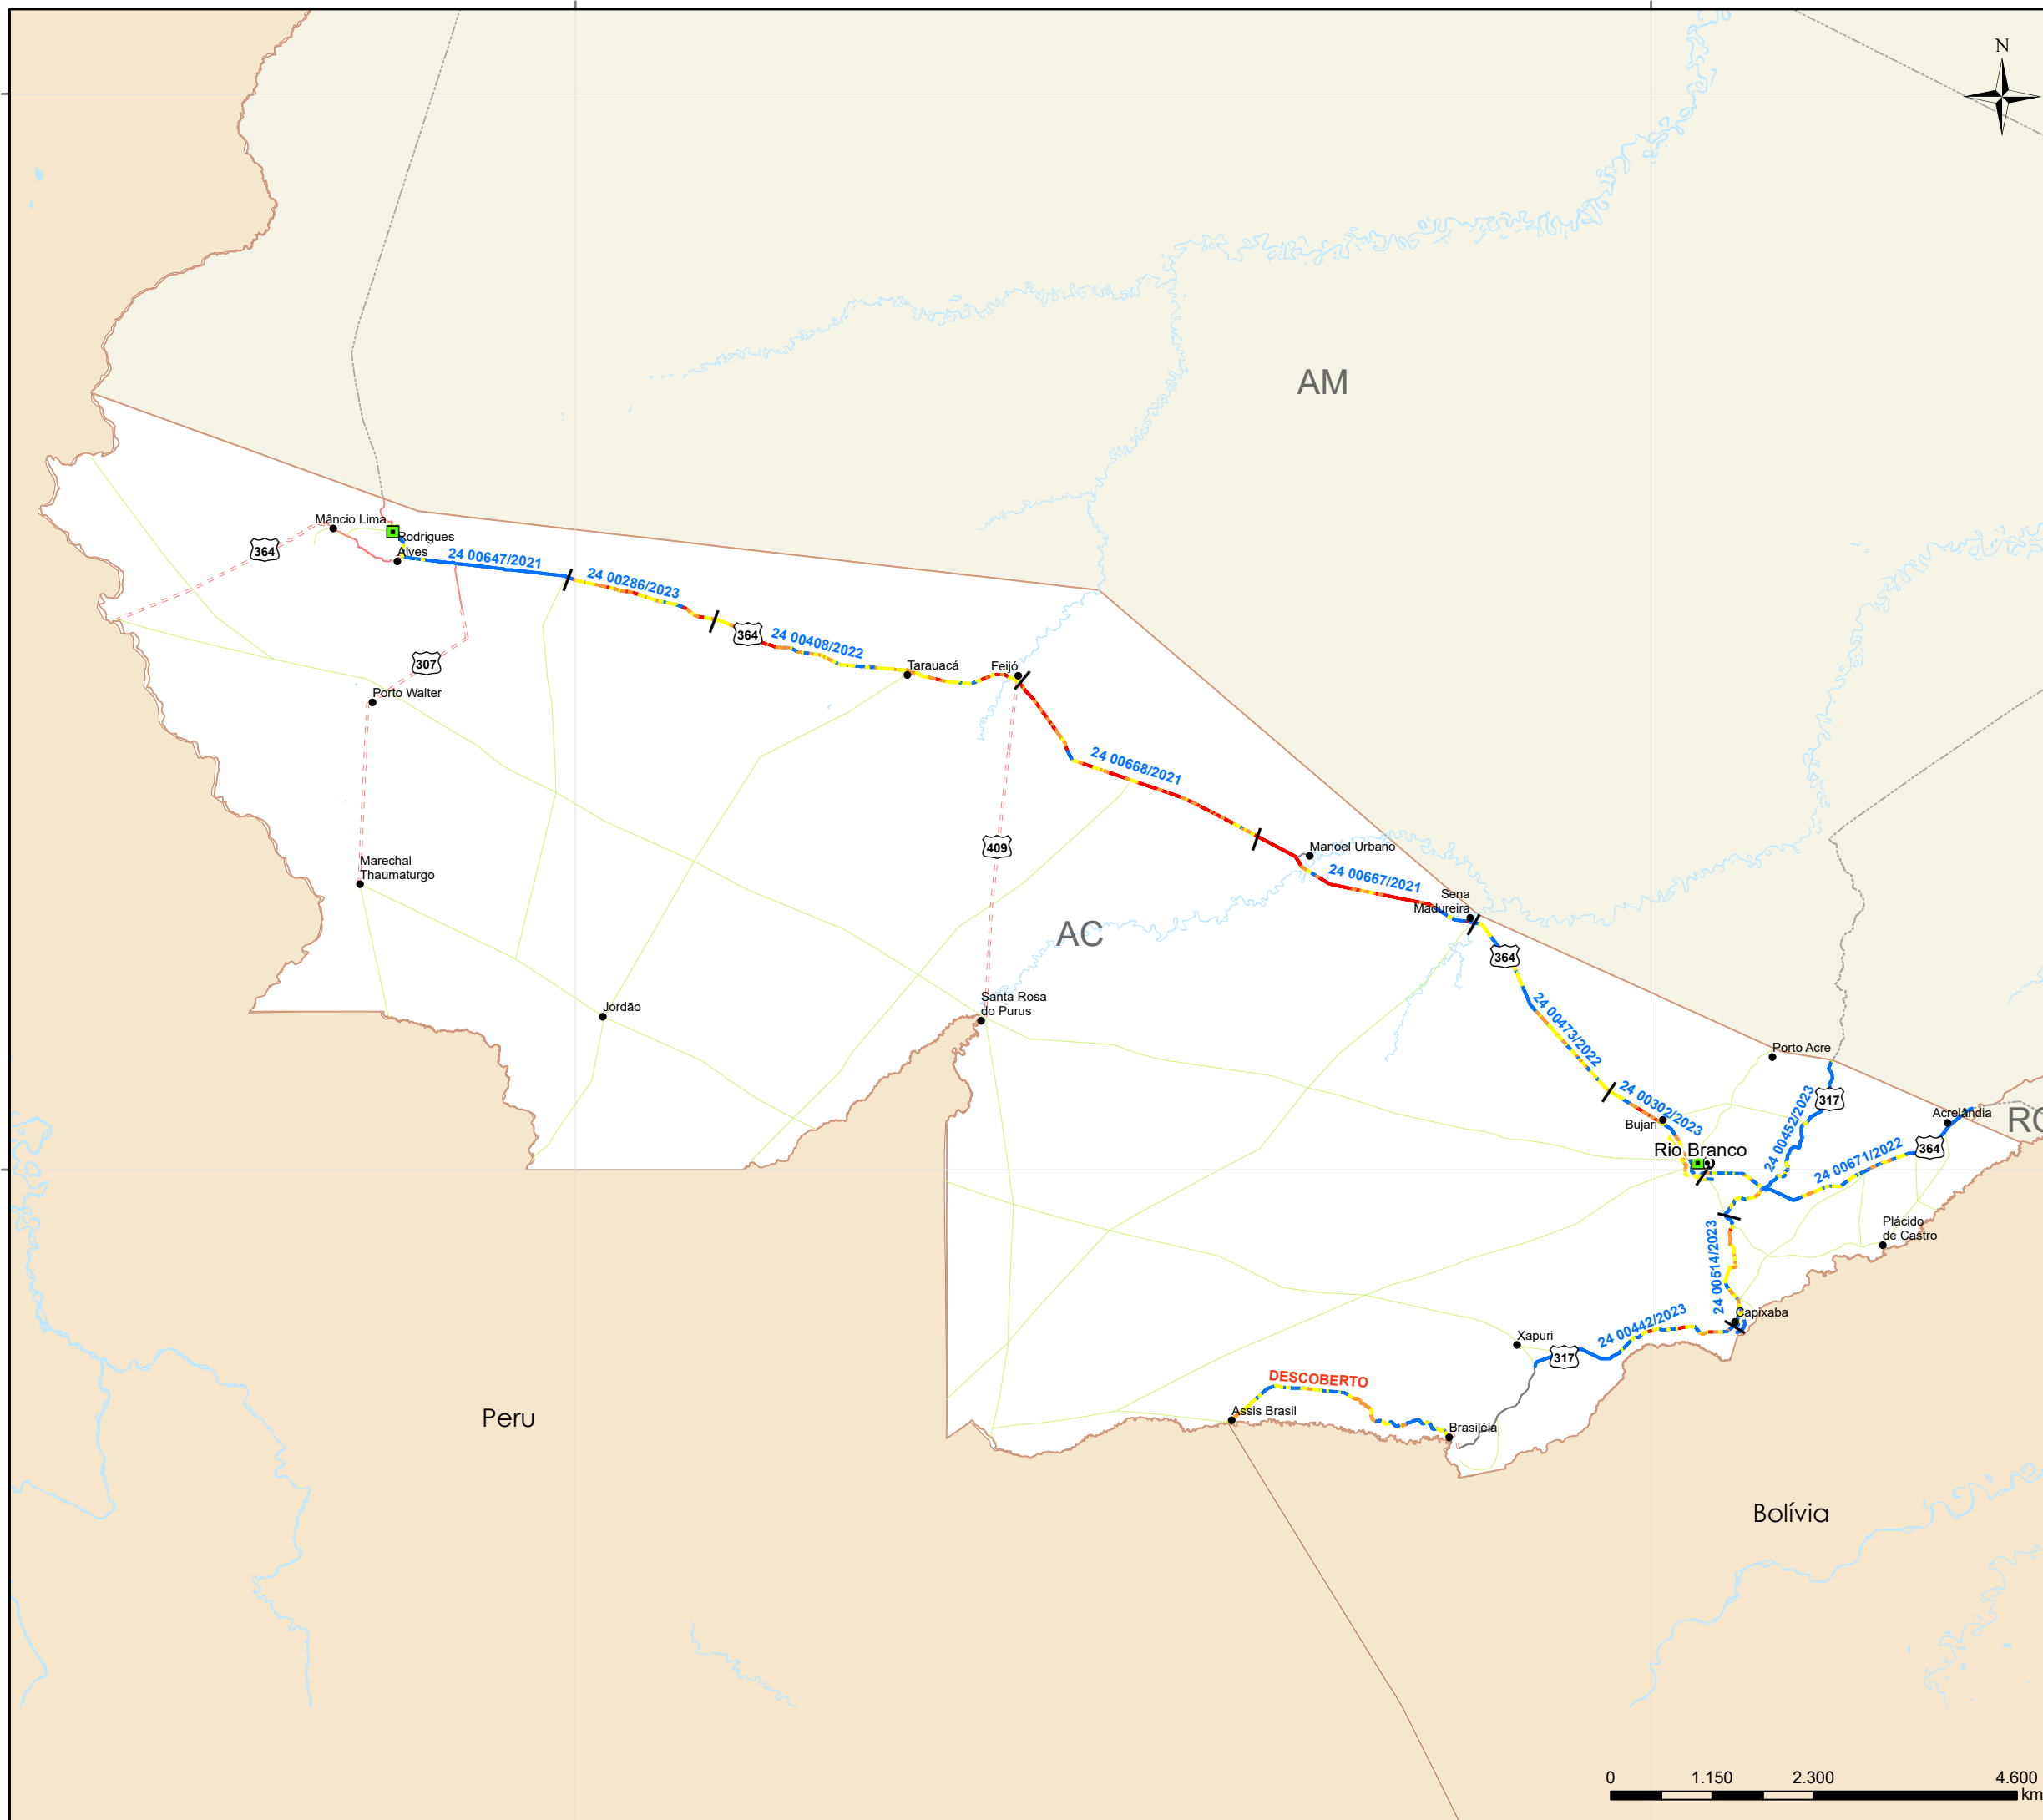 N
AM
Mâncio Lima
Rodrigues
Alves
364
24 00647/2021
24 00286/2023
364
24 00408/2022
307
Tarauacá
Feijó
Porto Walter
24 00668/2021
409
Manoel Urbano
Marechal
Thaumaturgo
24 00667/2021
Sena
Madureira
AC
364
Jordão
Santa Rosa
do Purus
24 00473/2022
Porto Acre
24 00302/2023
317
24 00452/2023
Acrelândia
RO
Bujari
Rio Branco
24 00671/2022
364
Plácido
de Castro
24 00514/2023
Capixaba
24 00442/2023
Xapuri
317
DESCOBERTO
Assis Brasil
Brasiléia
Peru
Bolívia
0 1.150 2.300 4.600
km